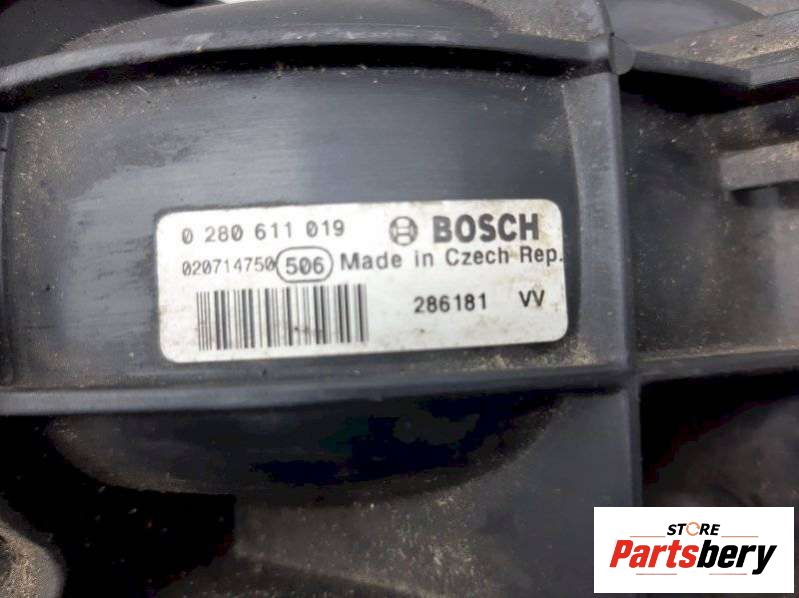 0 280 611 019 BOSCH
020714750 506 Made in Czech Rep.
286181 VV
STORE
Partsbery